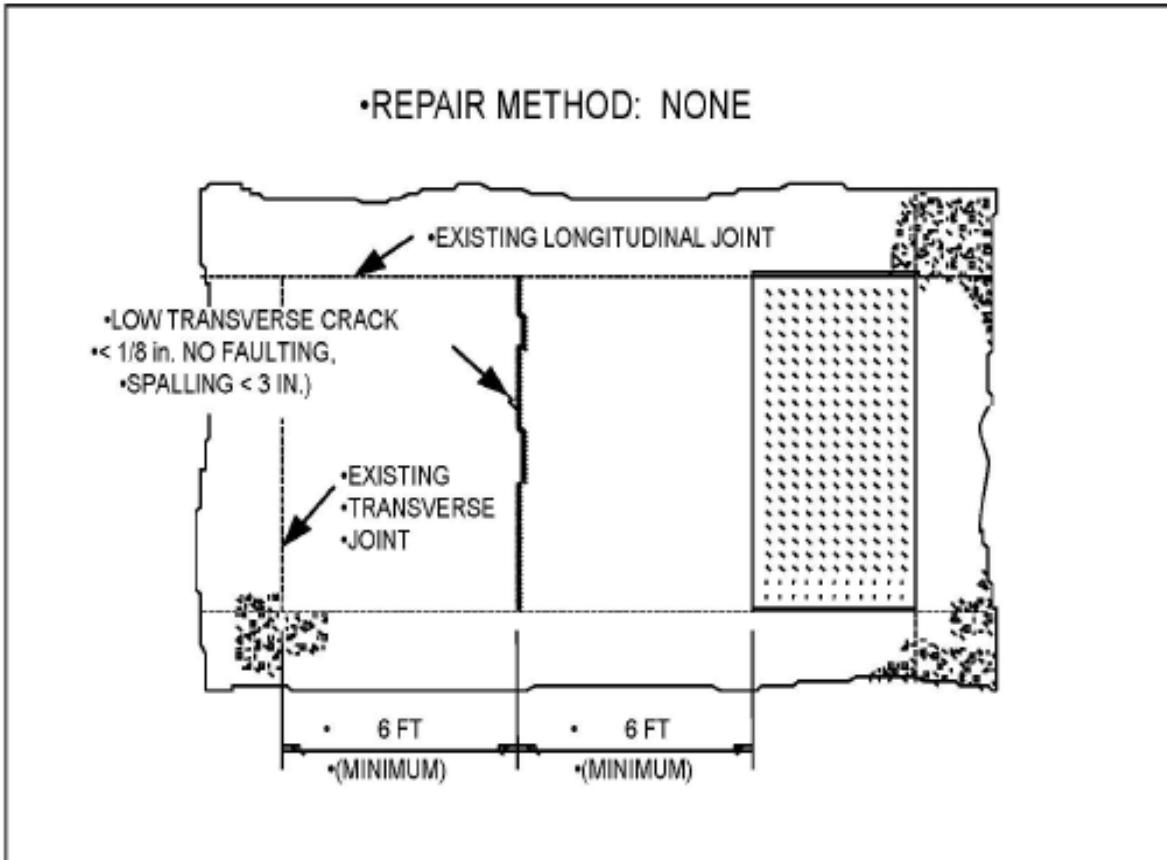 •REPAIR METHOD: NONE
•EXISTING LONGITUDINAL JOINT
•LOW TRANSVERSE CRACK
•< 1/8 in. NO FAULTING,
•SPALLING < 3 IN.)
•EXISTING
•TRANSVERSE
•JOINT
• 6 FT
•(MINIMUM)
• 6 FT
•(MINIMUM)